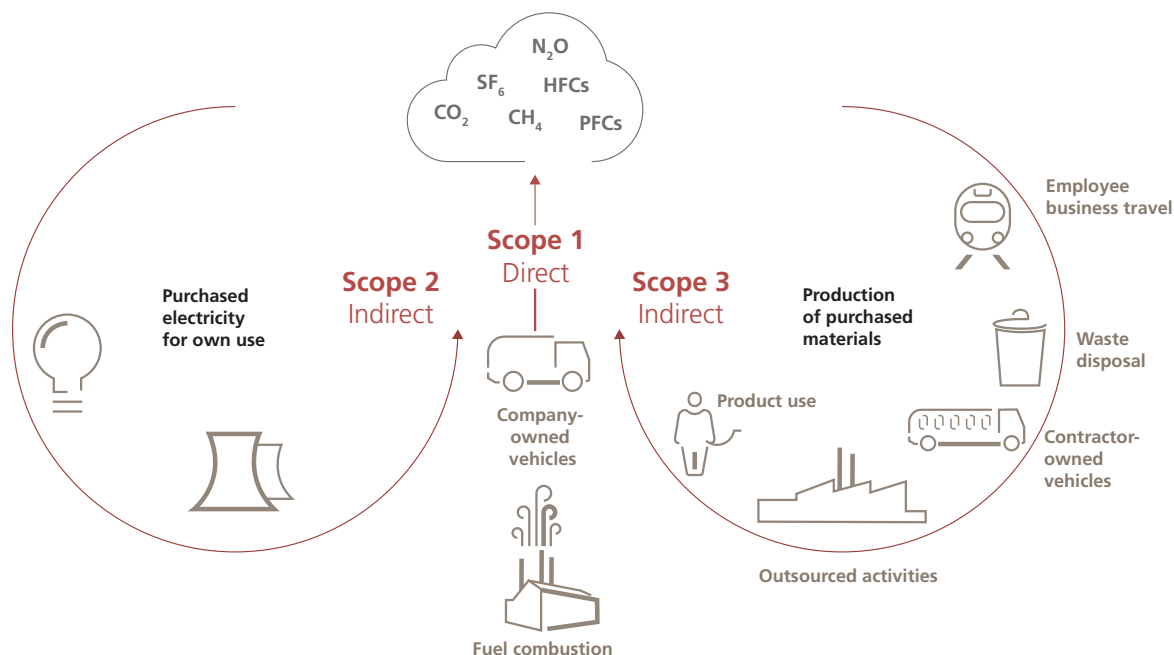 N₂O
SF₆ HFCs
CO₂ CH₄ PFCs
Scope 1
Direct
Scope 2
Indirect
Purchased
electricity
for own use
Company-
owned
vehicles
Fuel combustion
Scope 3
Indirect
Production
of purchased
materials
Employee
business travel
Waste
disposal
Contractor-
owned
vehicles
Product use
Outsourced activities